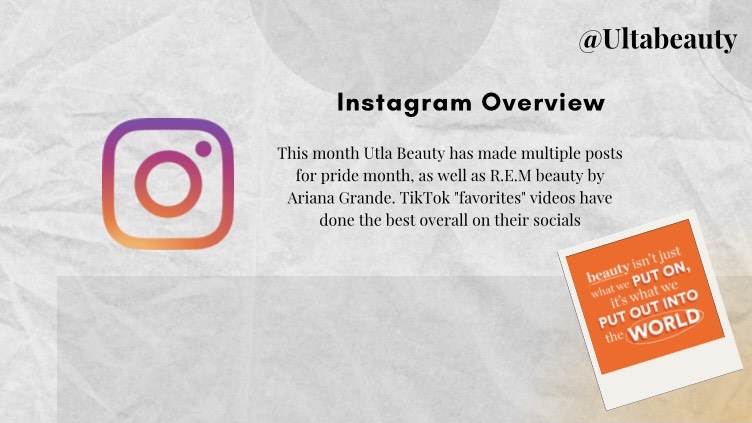 @Ultabeauty
Instagram Overview
This month Utla Beauty has made multiple posts
for pride month, as well as R.E.M beauty by
Ariana Grande. TikTok "favorites" videos have
done the best overall on their socials
beauty isn't just
what we PUT ON,
it's what we
PUT OUT INTO
the WORLD